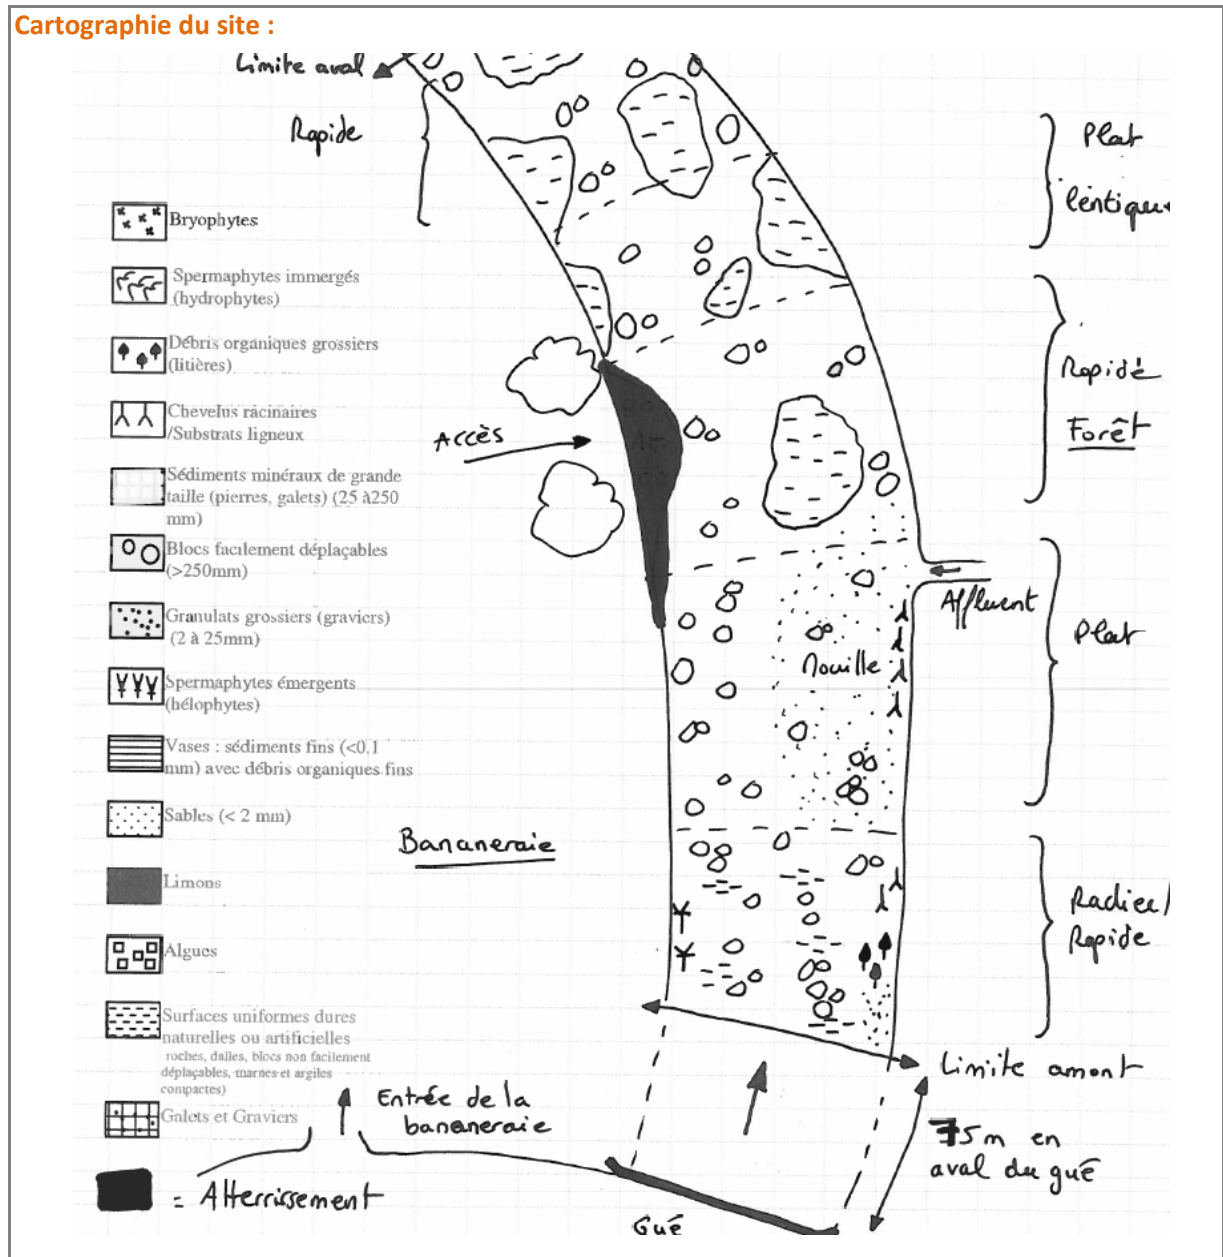 Cartographie du site :
Limite aval
Rapide
Plat
lentique
Bryophytes
Spermaphytes immergés
(hydrophytes)
Débris organiques grossiers
(litières)
Chevelus racinaires
/Substrats ligneux
Accès
Rapide
Forêt
Sédiments minéraux de grande
taille (pierres, galets) (25 à250
mm)
Blocs facilement déplaçables
(>250mm)
Affluent
Granulats grossiers (graviers)
(2 à 25mm)
Plat
Mouille
Spermaphytes émergents
(hélophytes)
Vases : sédiments fins (<0.1
mm) avec débris organiques fins
Sables (< 2 mm)
Bananeraie
Limons
Radier/
Rapide
Algues
Surfaces uniformes dures
naturelles ou artificielles
roches, dalles, blocs non facilement
déplaçables, marnes et argiles
compactes)
Limite amont
Galets et Graviers
Entrée de la
bananeraie
75 m en
aval du gué
= Atterrissement
Gué